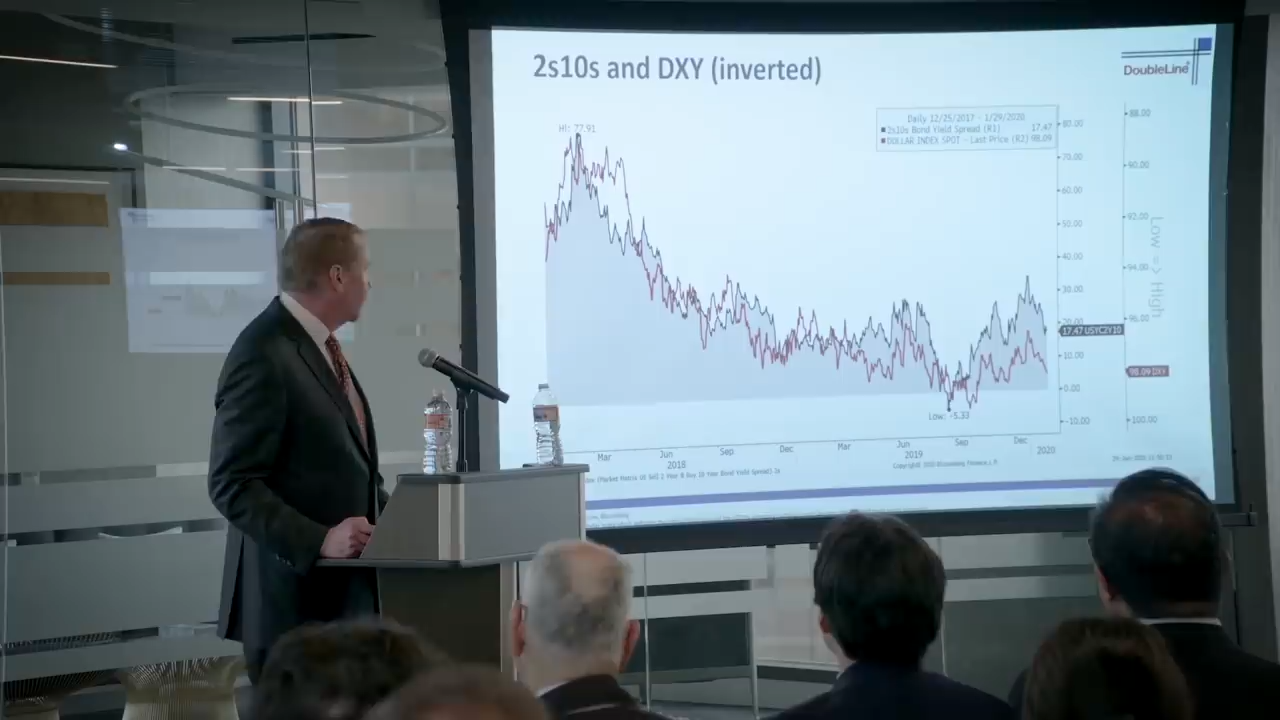 2s10s and DXY (inverted)
DoubleLine®
Daily 12/25/2017 - 1/29/2020
2s10s Bond Yield Spread (R1) 17.47
DOLLAR INDEX SPOT - Last Price (R2) 98.09
HI: 77.91
Low: -5.33
80.00
70.00
60.00
50.00
40.00
30.00
20.00
10.00
0.00
-10.00
17.47 USYC2Y10
88.00
90.00
92.00
94.00
96.00
98.09 DXY
100.00
Low => High
Mar Jun Sep Dec Mar Jun Sep Dec
2018 2019 2020
Copyright© 2020 Bloomberg Finance L.P.